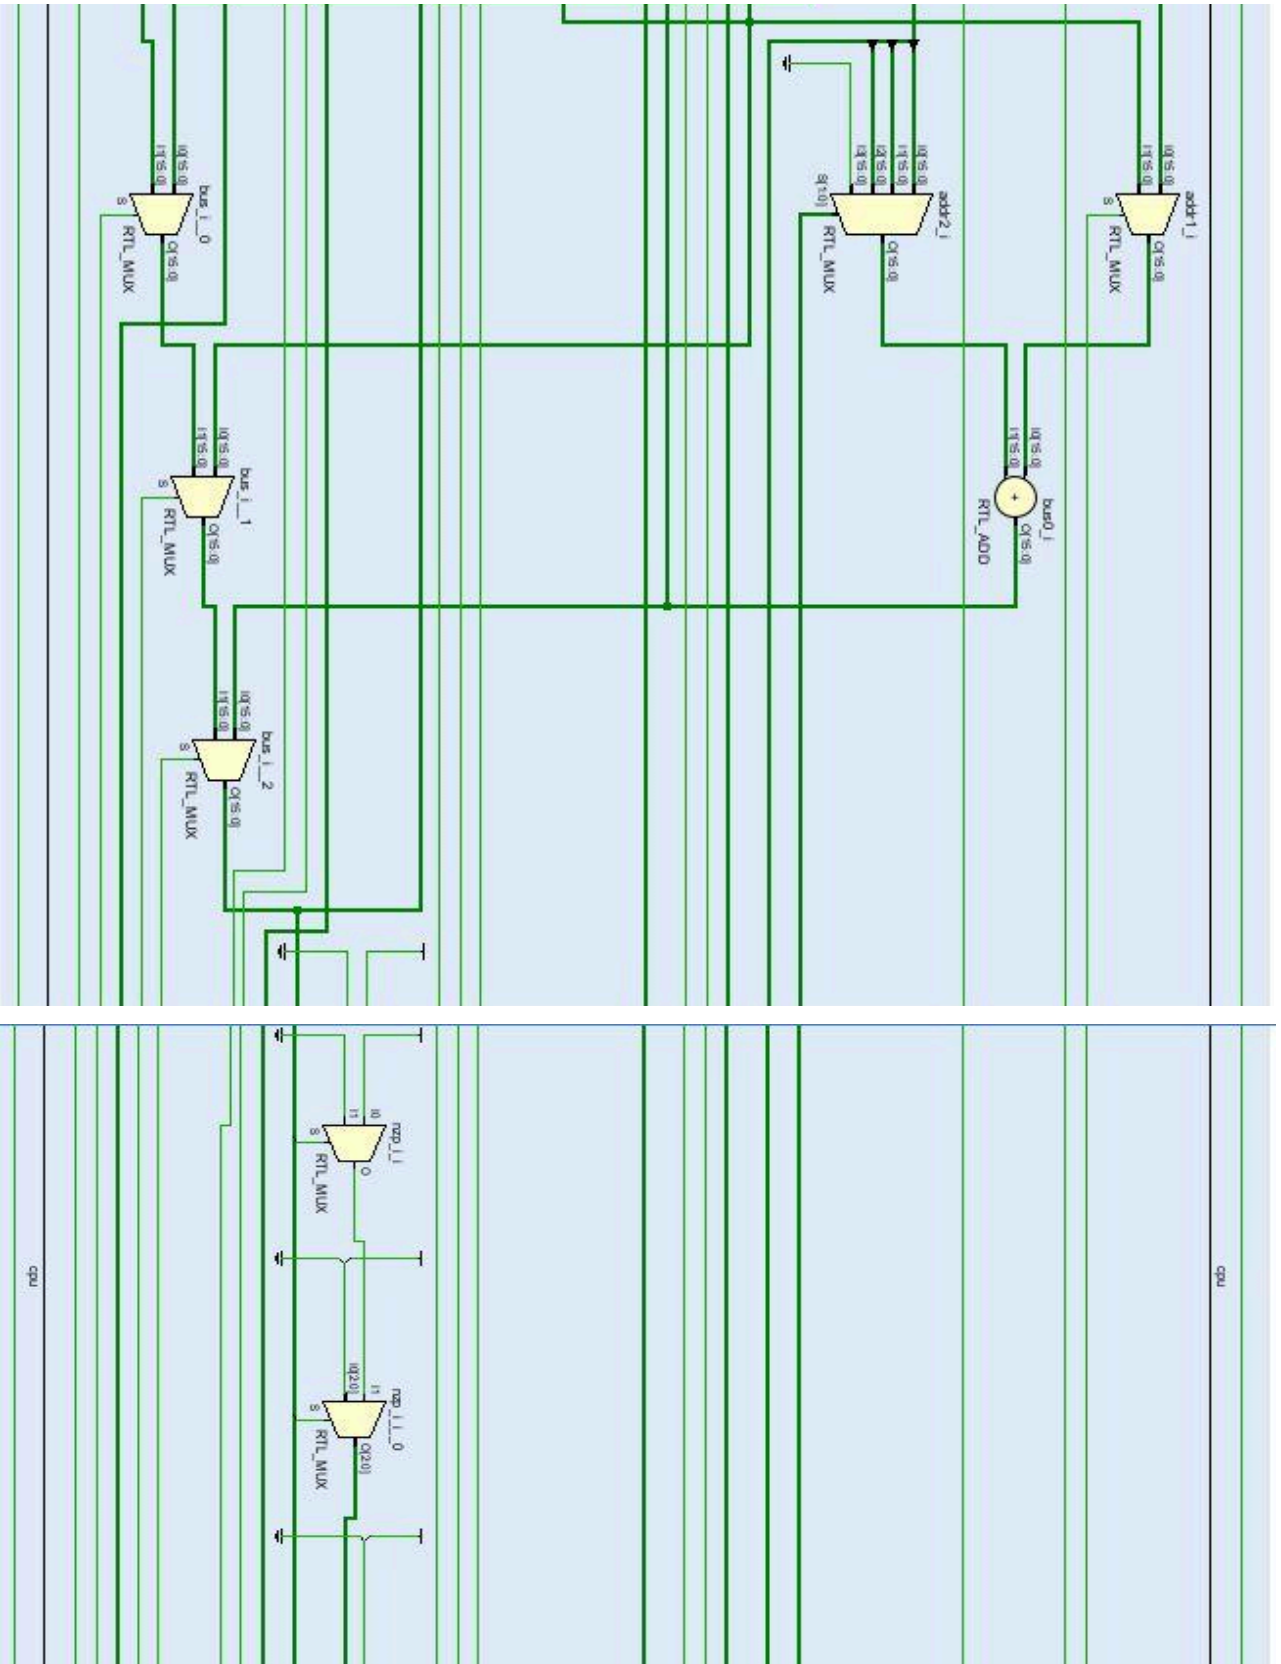 I1[15:0]
I0[15:0]
bus_i__0
S
RTL_MUX
O[15:0]
I3[15:0]
I2[15:0]
I1[15:0]
I0[15:0]
addr2_i
S[1:0]
RTL_MUX
O[15:0]
I1[15:0]
I0[15:0]
addr1_i
S
RTL_MUX
O[15:0]
I1[15:0]
I0[15:0]
bus_i__1
S
RTL_MUX
O[15:0]
I1[15:0]
I0[15:0]
+
bus0_i
RTL_ADD
O[15:0]
I1[15:0]
I0[15:0]
bus_i__2
S
RTL_MUX
O[15:0]
I1
I0
nzp_i_i
S
RTL_MUX
O
cpu
cpu
I0[2:0]
I1
nzp_i_i__0
S
RTL_MUX
O[2:0]